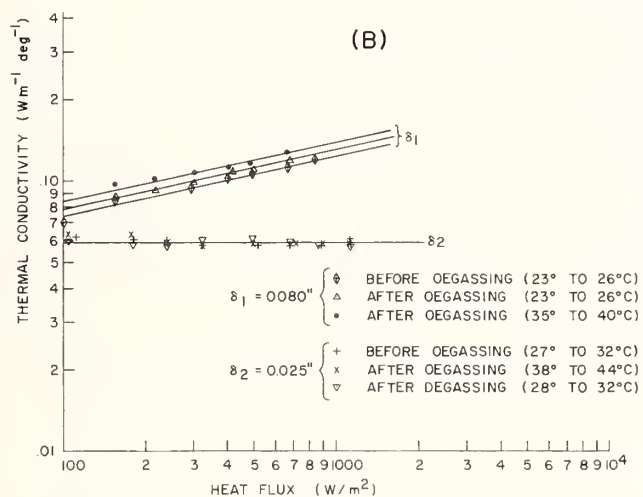 (B)
THERMAL CONDUCTIVITY (Wm⁻¹ deg⁻¹)
.4
.3
.2
.10
9
8
7
6
5
4
3
.2
.01
δ₁
δ₂
δ₁ = 0080"
BEFORE OEGASSING (23° TO 26°C)
AFTER OEGASSING (23° TO 26°C)
AFTER OEGASSING (35° TO 40°C)
δ₂ = 0.025"
+ BEFORE OEGASSING (27° TO 32°C)
x AFTER OEGASSING (38° TO 44°C)
▽ AFTER DEGASSING (28° TO 32°C)
100 2 3 4 5 6 7 8 9 1000 2 3 4 5 6 7 8 9 10⁴
HEAT FLUX (W/m²)